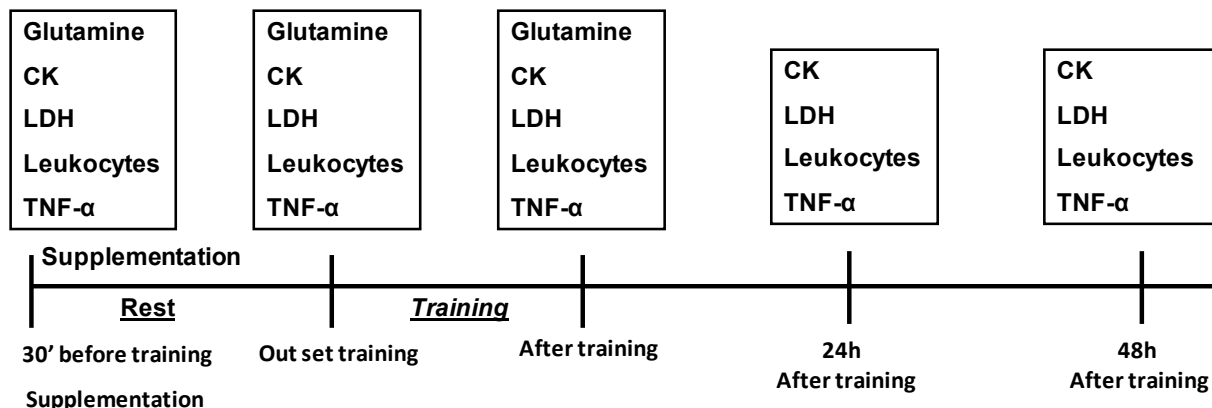 Glutamine
CK
LDH
Leukocytes
TNF-α
Glutamine
CK
LDH
Leukocytes
TNF-α
Glutamine
CK
LDH
Leukocytes
TNF-α
CK
LDH
Leukocytes
TNF-α
CK
LDH
Leukocytes
TNF-α
Supplementation
Rest
Training
30' before training
Supplementation
Out set training
After training
24h
After training
48h
After training